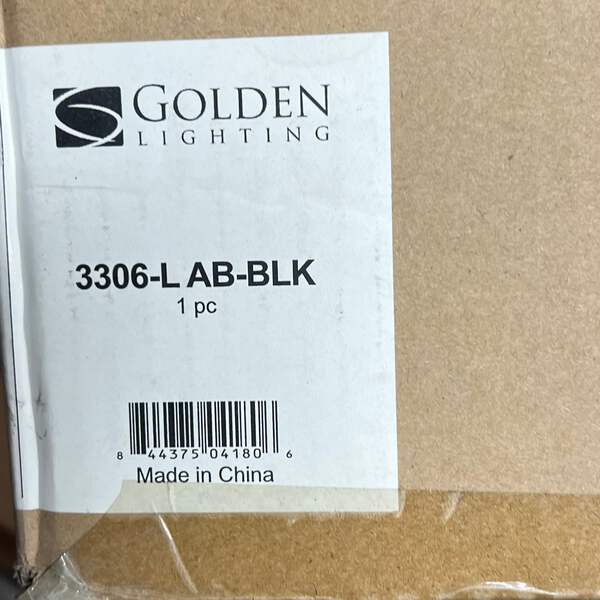 GOLDEN
LIGHTING
3306-L AB-BLK
1 pc
8 44375 04180 6
Made in China